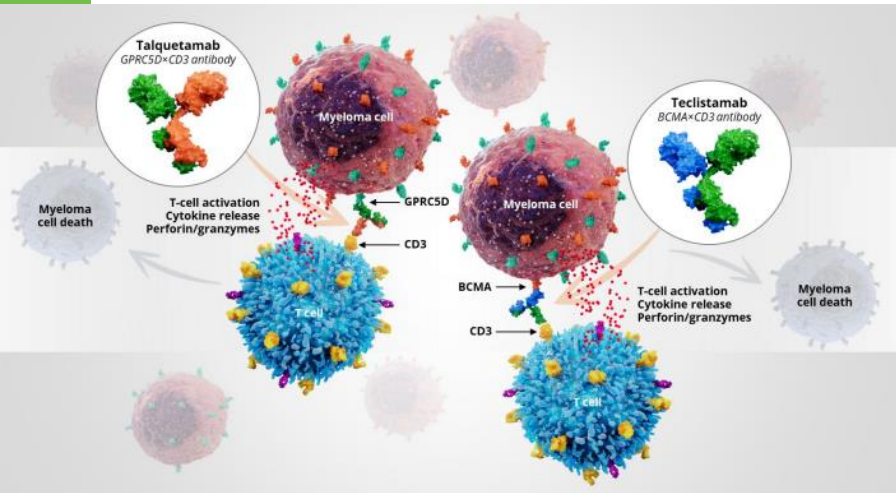 Talquetamab
GPRC5D×CD3 antibody
Myeloma cell
GPRC5D
T-cell activation
Cytokine release
Perforin/granzymes
CD3
Myeloma
cell death
T cell
Teclistamab
BCMA×CD3 antibody
Myeloma cell
BCMA
CD3
T-cell activation
Cytokine release
Perforin/granzymes
Myeloma
cell death
T cell